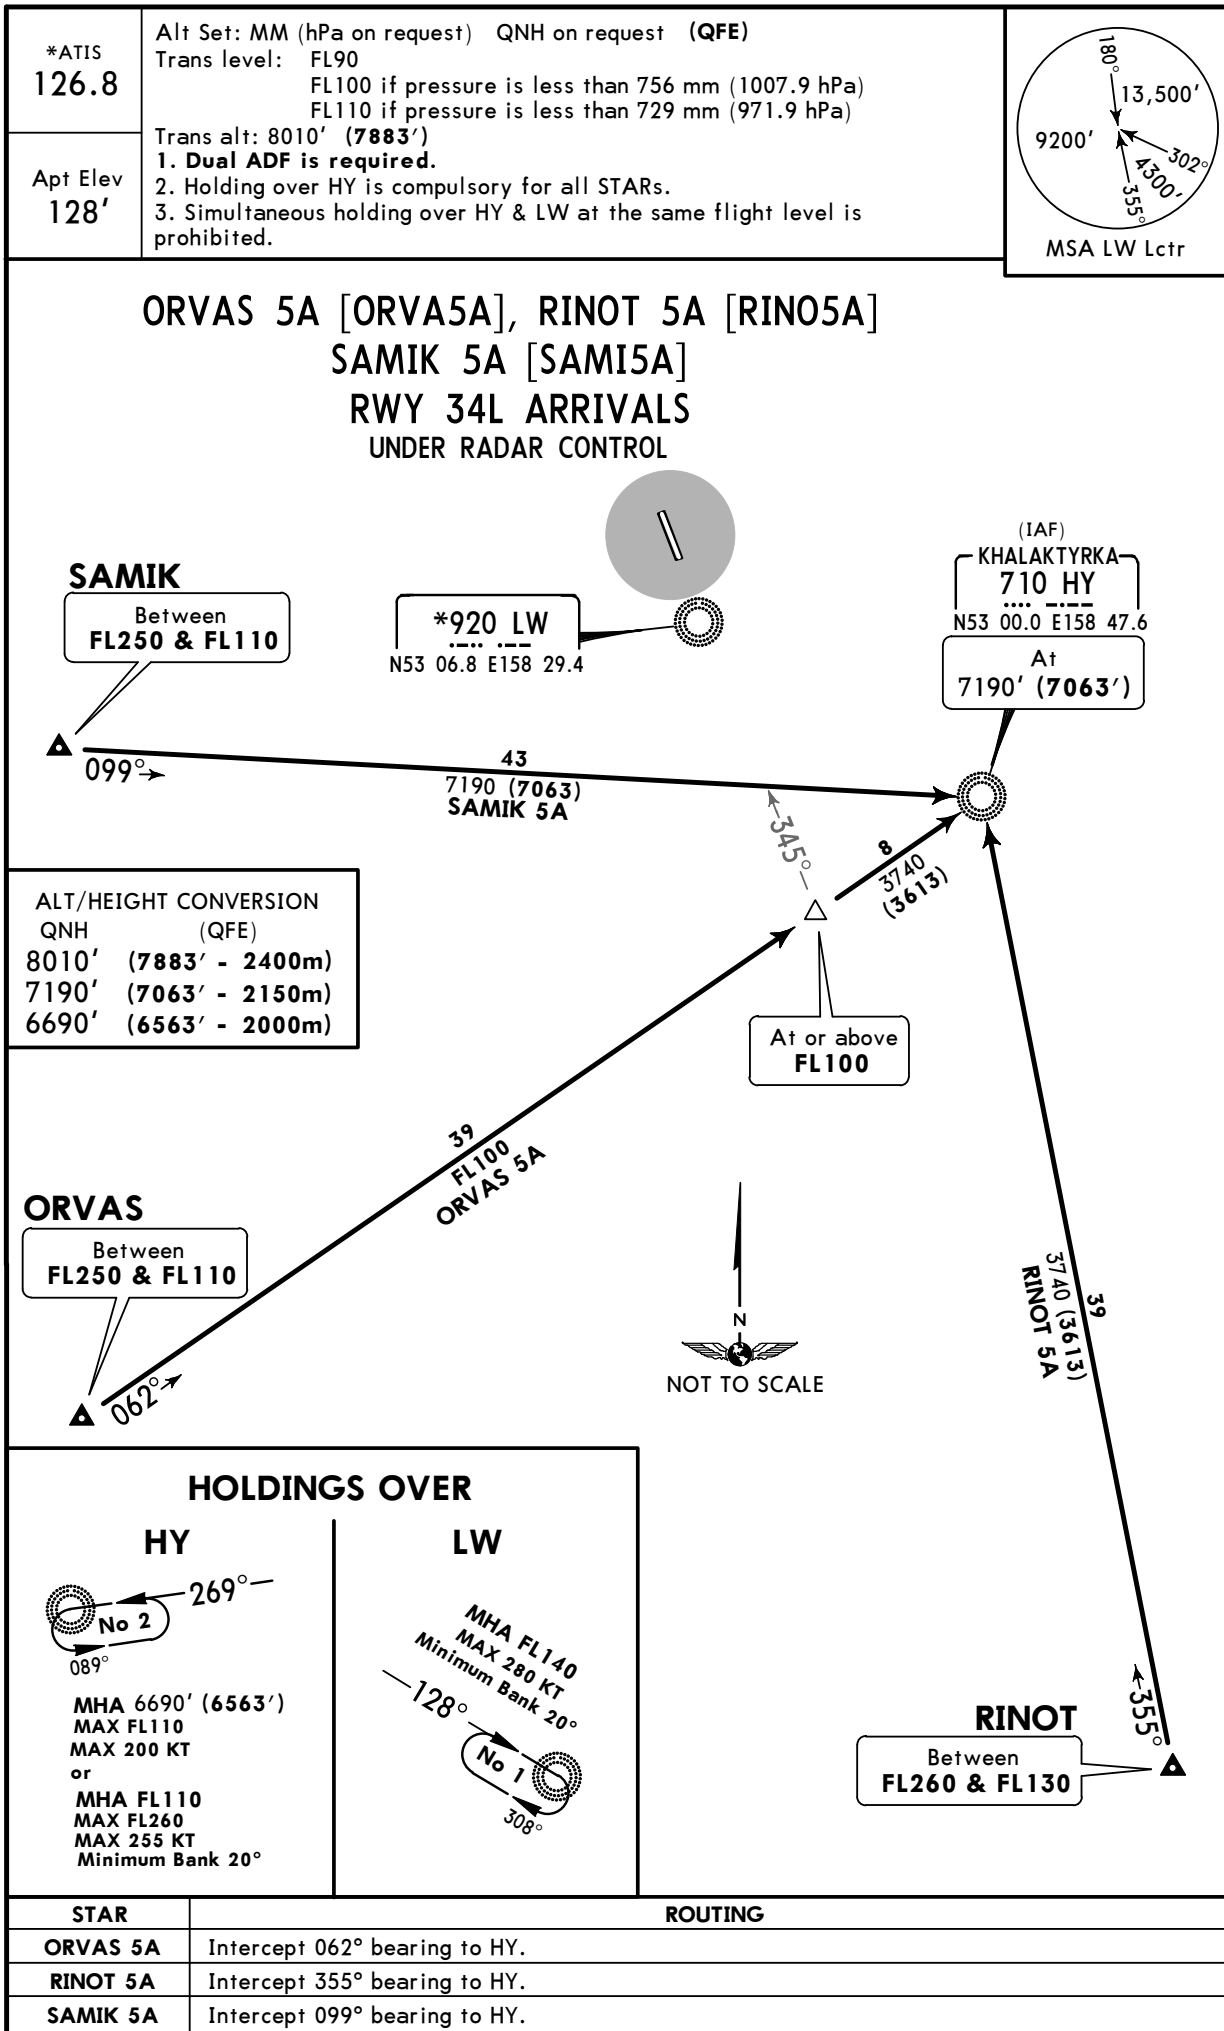 *ATIS
126.8
Apt Elev
128'
Alt Set: MM (hPa on request) QNH on request (QFE)
Trans level: FL90
FL100 if pressure is less than 756 mm (1007.9 hPa)
FL110 if pressure is less than 729 mm (971.9 hPa)
Trans alt: 8010' (7883')
1. Dual ADF is required.
2. Holding over HY is compulsory for all STARs.
3. Simultaneous holding over HY & LW at the same flight level is
prohibited.
180°
13,500'
9200'
302°
4300'
355°
MSA LW Lctr
ORVAS 5A [ORVA5A], RINOT 5A [RINO5A]
SAMIK 5A [SAMI5A]
RWY 34L ARRIVALS
UNDER RADAR CONTROL
(IAF)
KHALAKTYRKA
710 HY
N53 00.0 E158 47.6
At
7190' (7063')
*920 LW
N53 06.8 E158 29.4
SAMIK
Between
FL250 & FL110
099°
43
7190 (7063)
SAMIK 5A
345°
8
3740
(3613)
ALT/HEIGHT CONVERSION
QNH (QFE)
8010' (7883' - 2400m)
7190' (7063' - 2150m)
6690' (6563' - 2000m)
At or above
FL100
39
FL100
ORVAS 5A
ORVAS
Between
FL250 & FL110
062°
N
NOT TO SCALE
39
3740 (3613)
RINOT 5A
355°
RINOT
Between
FL260 & FL130
HOLDINGS OVER
HY
269°
No 2
089°
MHA 6690' (6563')
MAX FL110
MAX 200 KT
or
MHA FL110
MAX FL260
MAX 255 KT
Minimum Bank 20°
LW
MHA FL140
MAX 280 KT
Minimum Bank 20°
128°
No 1
308°
STAR ROUTING
ORVAS 5A Intercept 062° bearing to HY.
RINOT 5A Intercept 355° bearing to HY.
SAMIK 5A Intercept 099° bearing to HY.